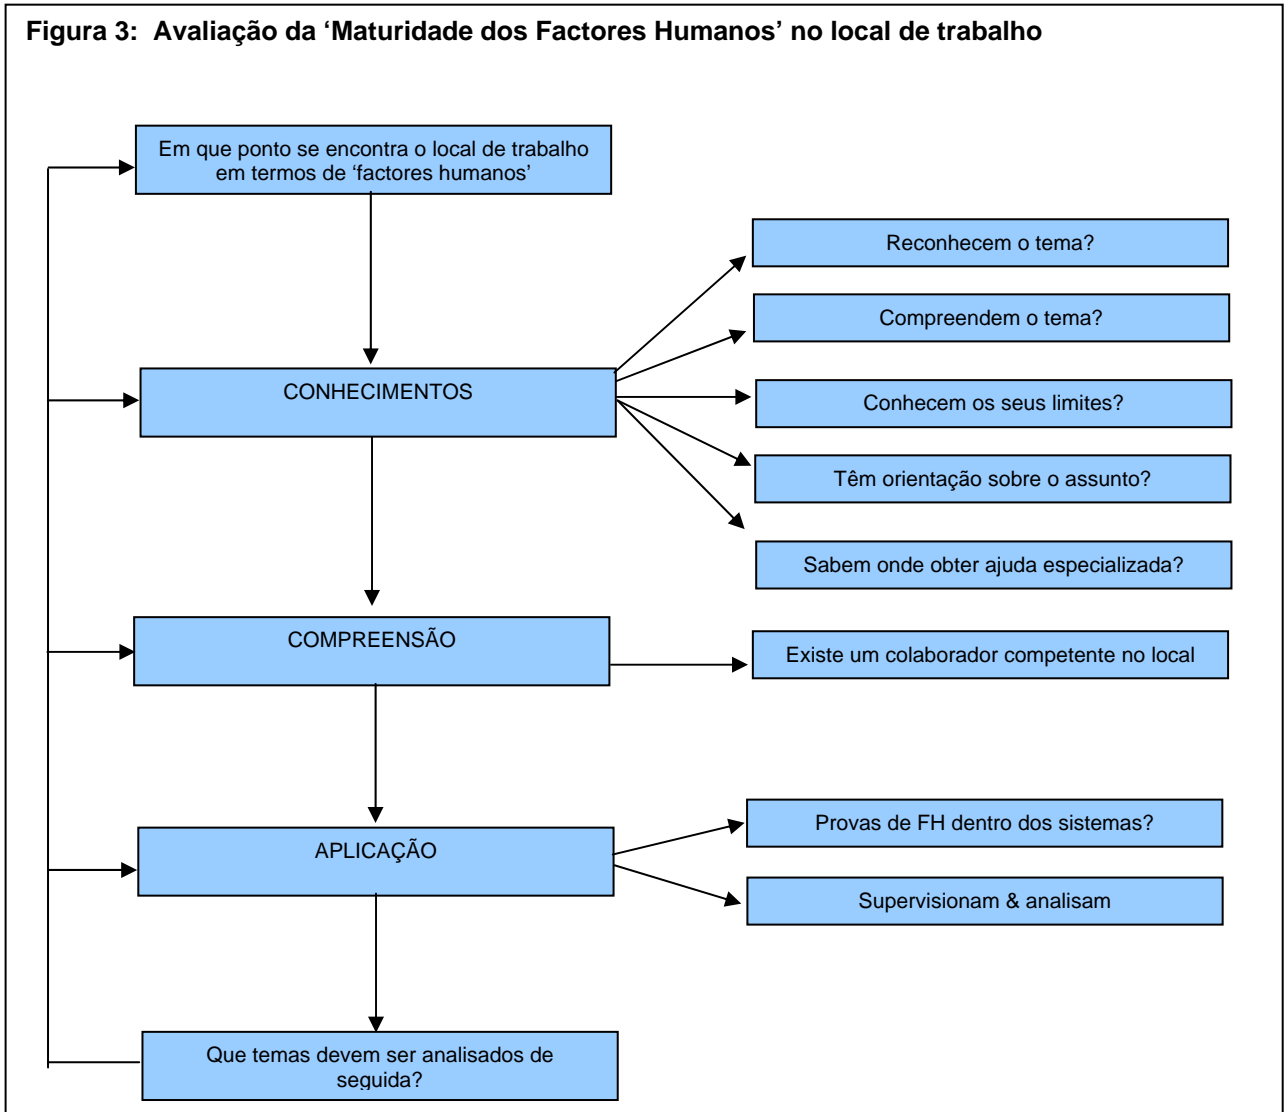 Figura 3: Avaliação da ‘Maturidade dos Factores Humanos’ no local de trabalho
Em que ponto se encontra o local de trabalho
em termos de ‘factores humanos’
Reconhecem o tema?
Compreendem o tema?
CONHECIMENTOS
Conhecem os seus limites?
Têm orientação sobre o assunto?
Sabem onde obter ajuda especializada?
COMPREENSÃO
Existe um colaborador competente no local
Provas de FH dentro dos sistemas?
APLICAÇÃO
Supervisionam & analisam
Que temas devem ser analisados de
seguida?